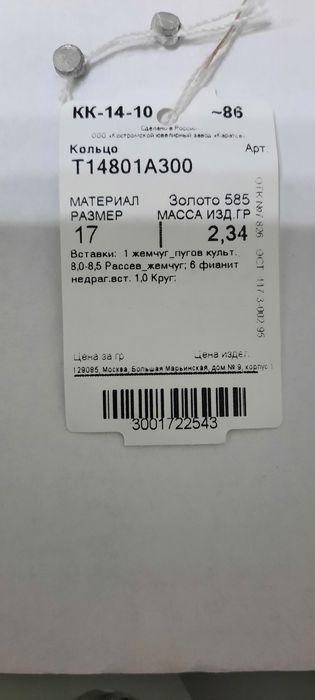 КК-14-10 ~86
Сделано в России
ООО «Костромской ювелирный завод «Каратс»
Кольцо Арт.
Т14801А300
МАТЕРИАЛ Золото 585
РАЗМЕР МАССА ИЗД.ГР
17 2,34
Вставки: 1 жемчуг_пугов культ.
8,0-8,5 Рассев_жемчуг; 6 фианит
недраг.вст. 1,0 Круг;
Цена за гр Цена издел.
129085, Москва, Большая Марьинская, дом № 9, корпус 1
3001722543
ОТК № 7826 ОСТ 117-3-002-95